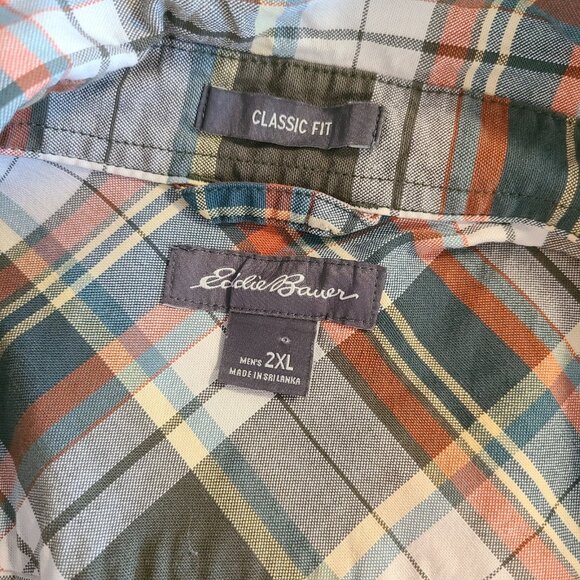 CLASSIC FIT
Eddie Bauer
MEN'S 2XL
MADE IN SRI LANKA